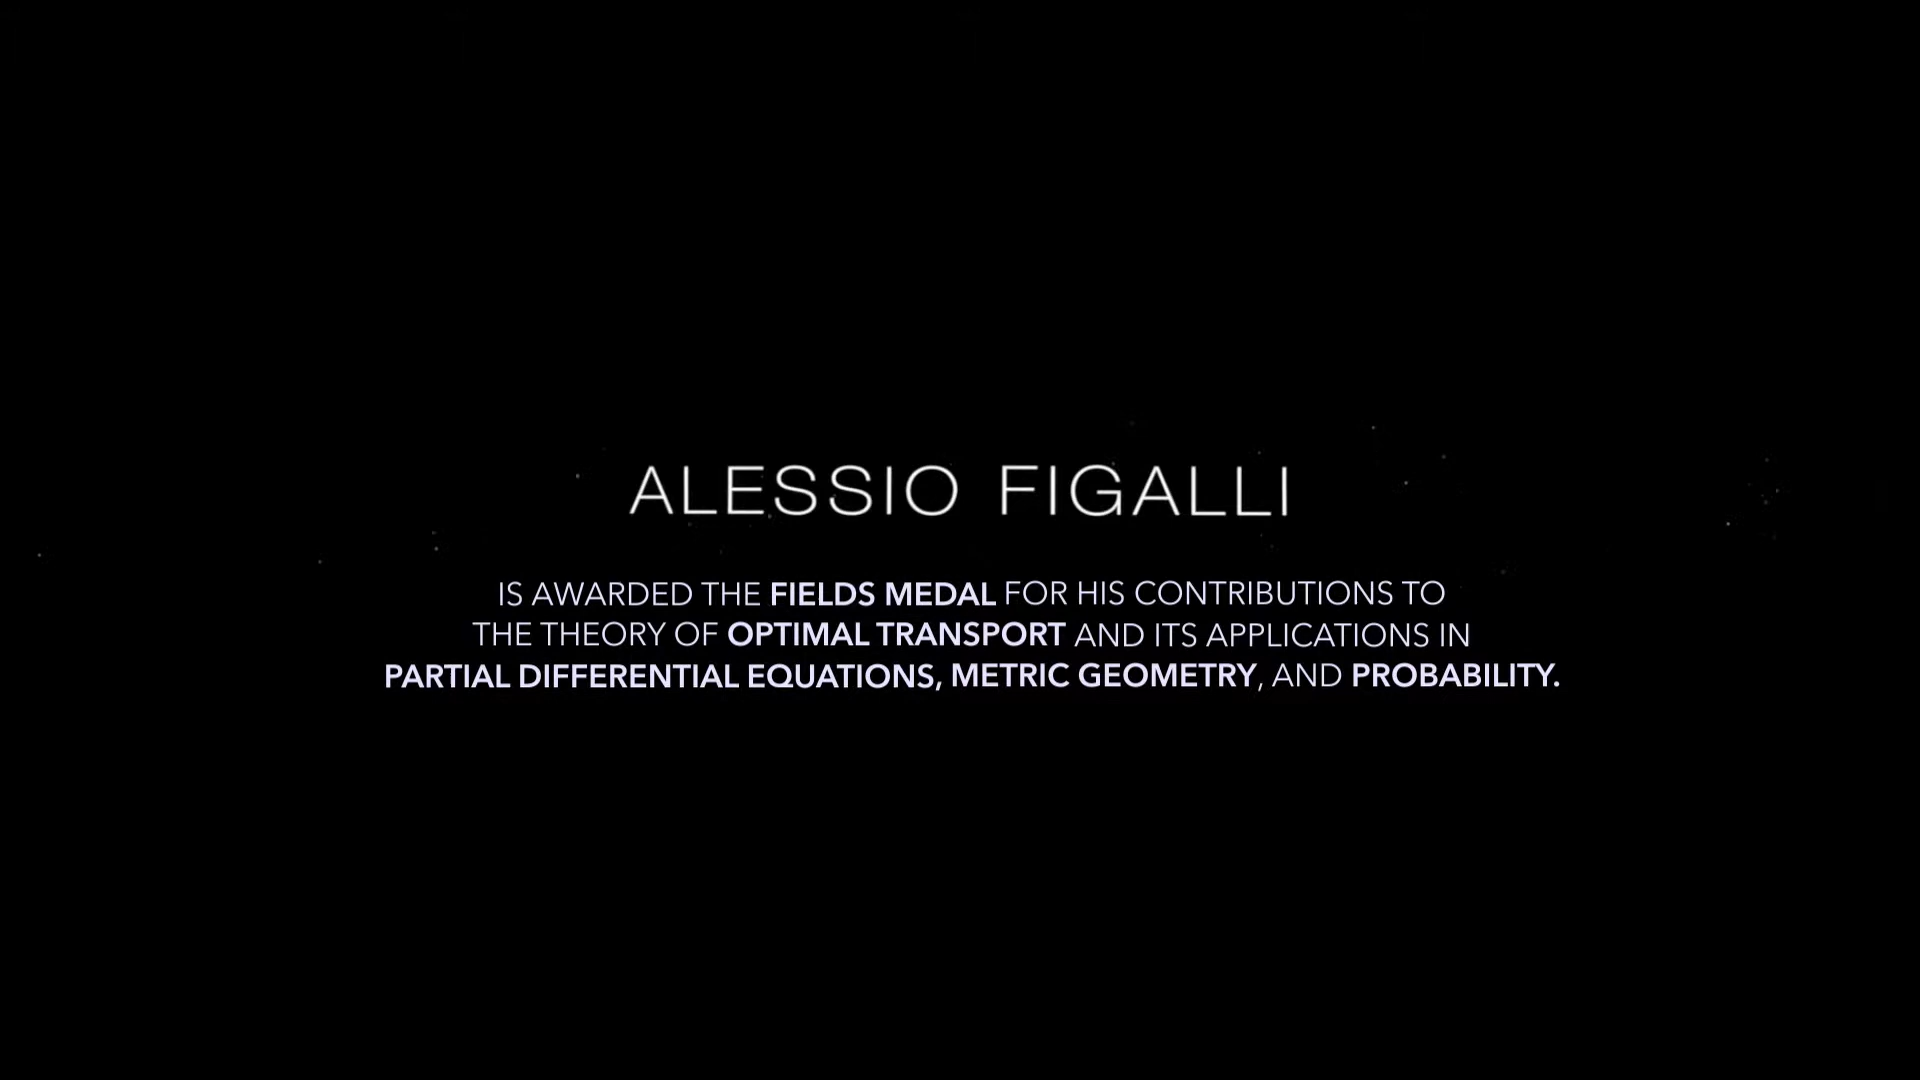 ALESSIO FIGALLI
IS AWARDED THE FIELDS MEDAL FOR HIS CONTRIBUTIONS TO
THE THEORY OF OPTIMAL TRANSPORT AND ITS APPLICATIONS IN
PARTIAL DIFFERENTIAL EQUATIONS, METRIC GEOMETRY, AND PROBABILITY.